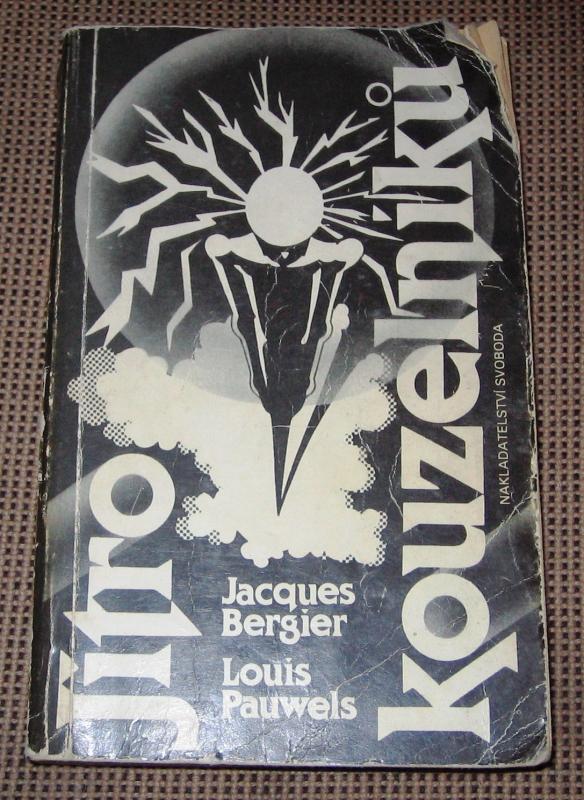 Jitro
kouzelníků
Jacques
Bergier
Louis
Pauwels
NAKLADATELSTVÍ SVOBODA